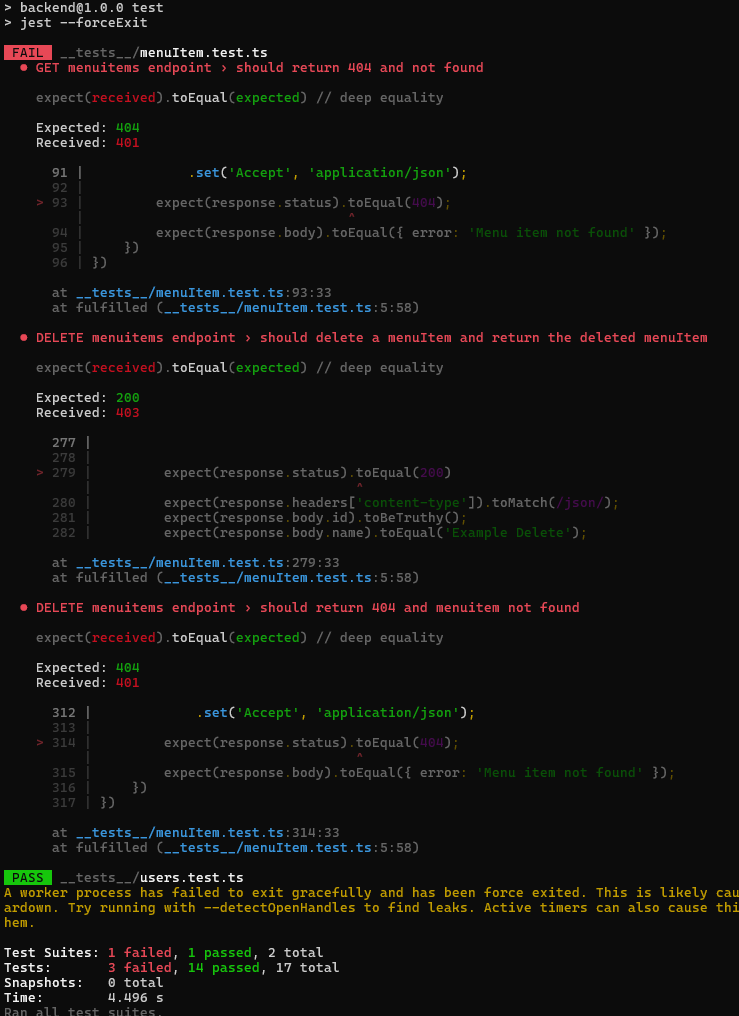 > backend@1.0.0 test
> jest --forceExit
FAIL __tests__/menuItem.test.ts
● GET menuitems endpoint › should return 404 and not found
expect(received).toEqual(expected) // deep equality
Expected: 404
Received: 401
91 | .set('Accept', 'application/json');
92 |
> 93 | expect(response.status).toEqual(404);
| ^
94 | expect(response.body).toEqual({ error: 'Menu item not found' });
95 | })
96 | })
at __tests__/menuItem.test.ts:93:33
at fulfilled (__tests__/menuItem.test.ts:5:58)
● DELETE menuitems endpoint › should delete a menuItem and return the deleted menuItem
expect(received).toEqual(expected) // deep equality
Expected: 200
Received: 403
277 |
278 |
> 279 | expect(response.status).toEqual(200)
| ^
280 | expect(response.headers['content-type']).toMatch(/json/);
281 | expect(response.body.id).toBeTruthy();
282 | expect(response.body.name).toEqual('Example Delete');
at __tests__/menuItem.test.ts:279:33
at fulfilled (__tests__/menuItem.test.ts:5:58)
● DELETE menuitems endpoint › should return 404 and menuitem not found
expect(received).toEqual(expected) // deep equality
Expected: 404
Received: 401
312 | .set('Accept', 'application/json');
313 |
> 314 | expect(response.status).toEqual(404);
| ^
315 | expect(response.body).toEqual({ error: 'Menu item not found' });
316 | })
317 | })
at __tests__/menuItem.test.ts:314:33
at fulfilled (__tests__/menuItem.test.ts:5:58)
PASS __tests__/users.test.ts
A worker process has failed to exit gracefully and has been force exited. This is likely cau
ardown. Try running with --detectOpenHandles to find leaks. Active timers can also cause thi
hem.
Test Suites: 1 failed, 1 passed, 2 total
Tests: 3 failed, 14 passed, 17 total
Snapshots: 0 total
Time: 4.496 s
Ran all test suites.